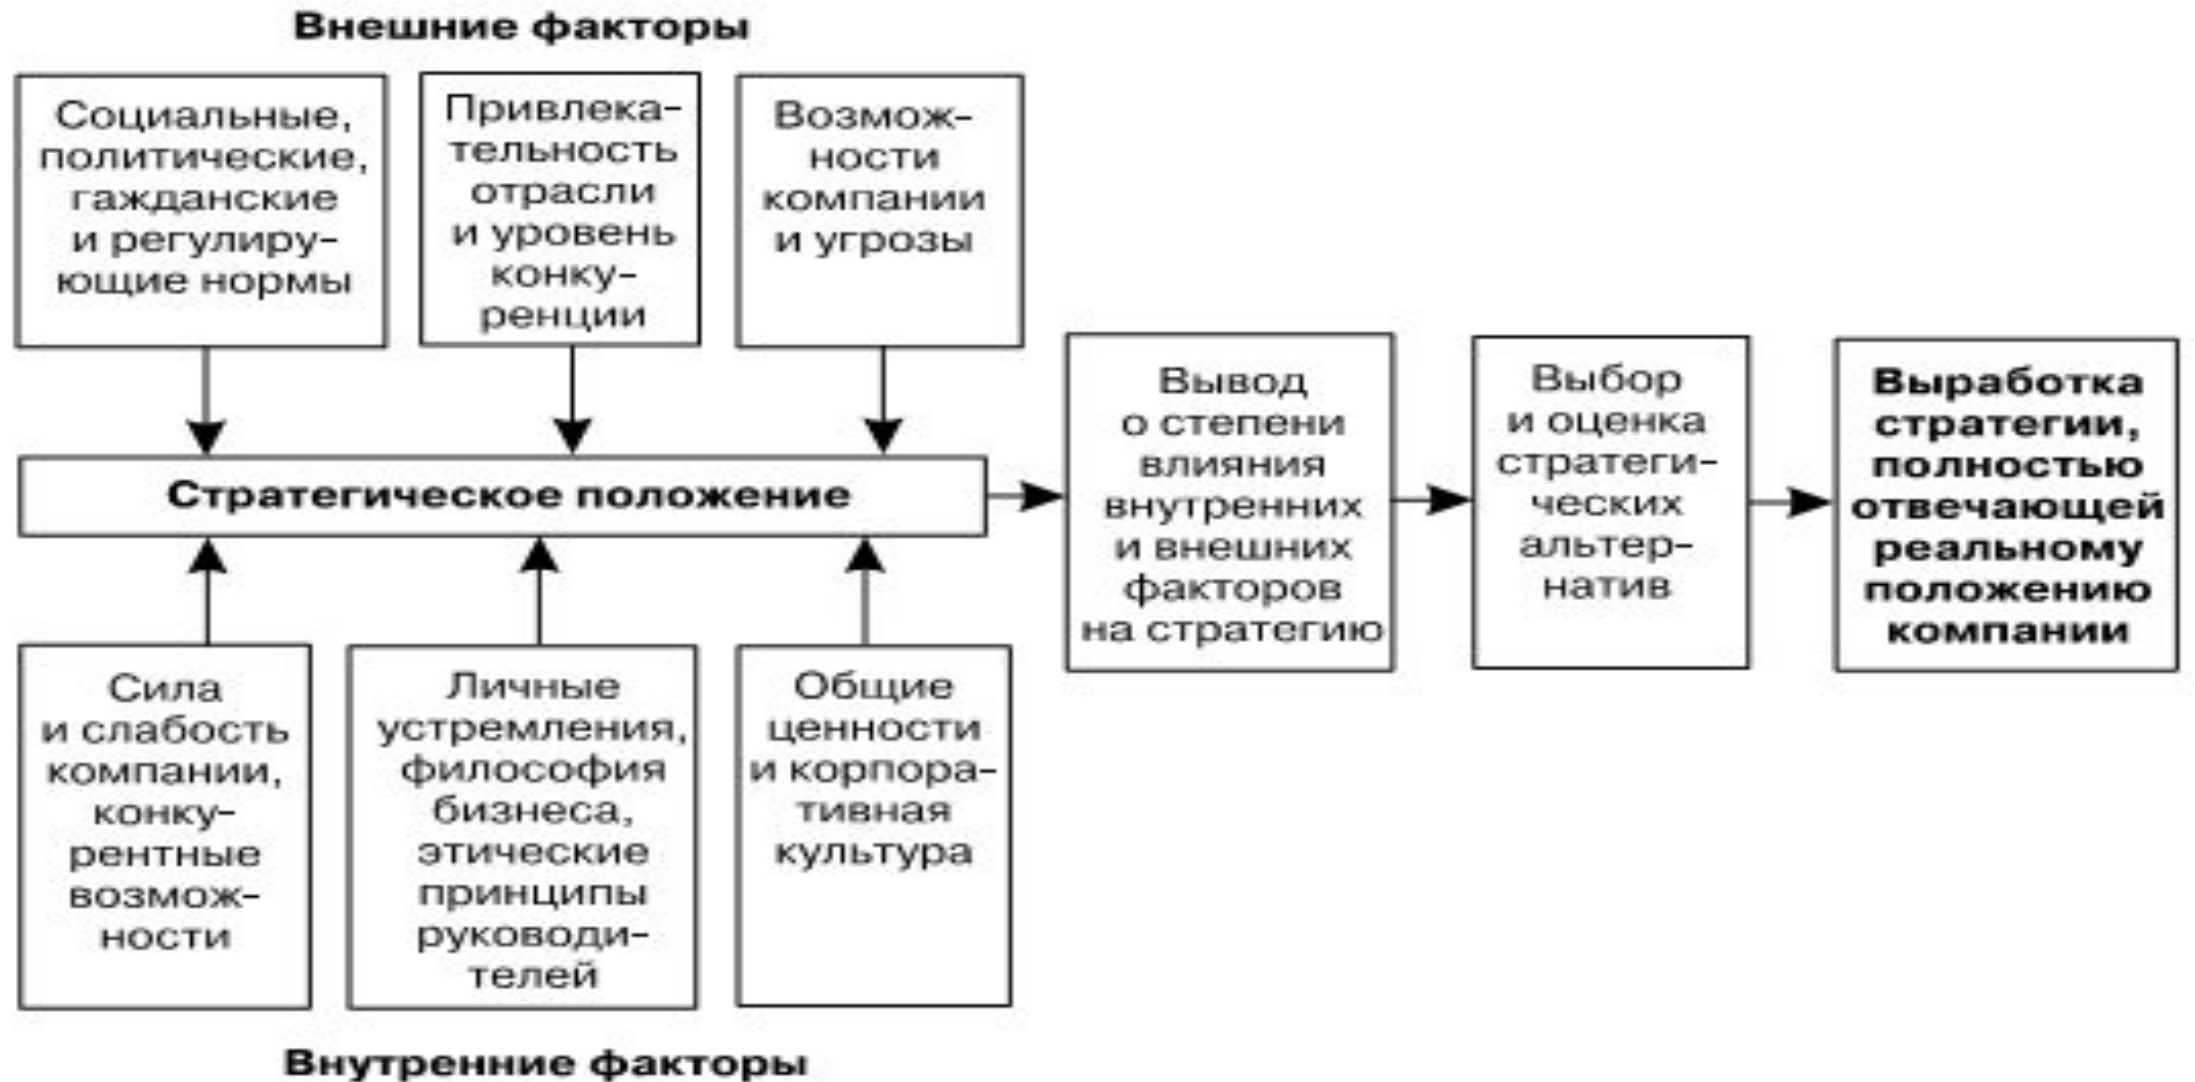 Внешние факторы
Социальные,
политические,
гажданские
и регулиру-
ющие нормы
Привлека-
тельность
отрасли
и уровень
конку-
ренции
Возмож-
ности
компании
и угрозы
Стратегическое положение
Вывод
о степени
влияния
внутренних
и внешних
факторов
на стратегию
Выбор
и оценка
стратеги-
ческих
альтер-
натив
Выработка
стратегии,
полностью
отвечающей
реальному
положению
компании
Сила
и слабость
компании,
конку-
рентные
возмож-
ности
Личные
устремления,
философия
бизнеса,
этические
принципы
руководи-
телей
Общие
ценности
и корпора-
тивная
культура
Внутренние факторы